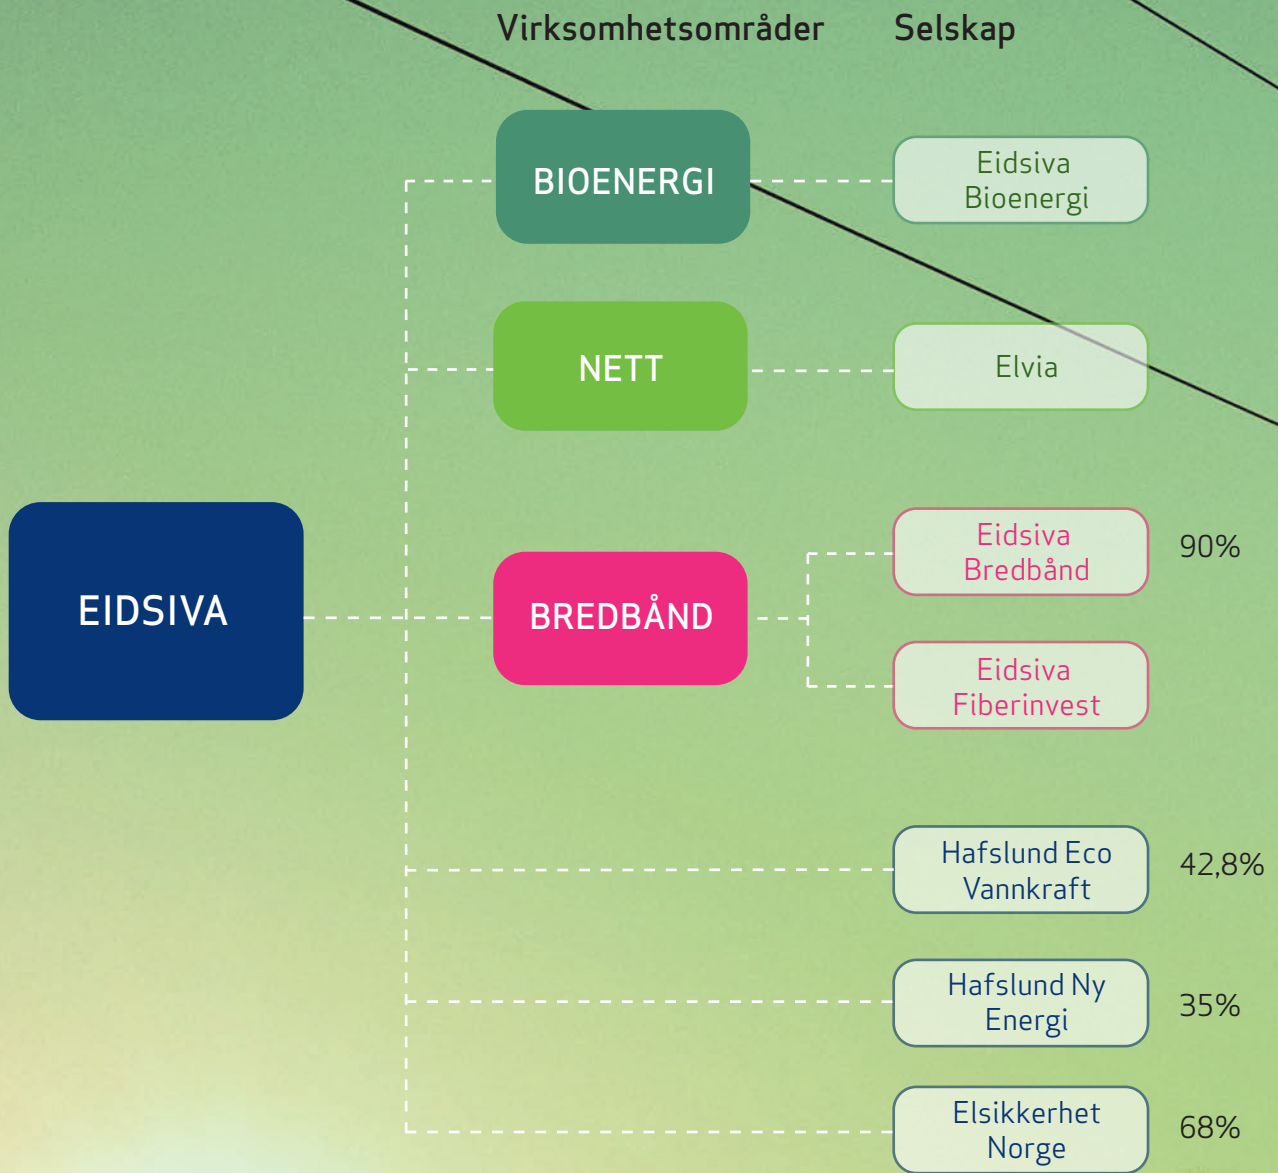 Virksomhetsområder
Selskap
BIOENERGI
Eidsiva
Bioenergi
NETT
Elvia
EIDSIVA
BREDBÅND
Eidsiva
Bredbånd
90%
Eidsiva
Fiberinvest
Hafslund Eco
Vannkraft
42,8%
Hafslund Ny
Energi
35%
Elsikkerhet
Norge
68%